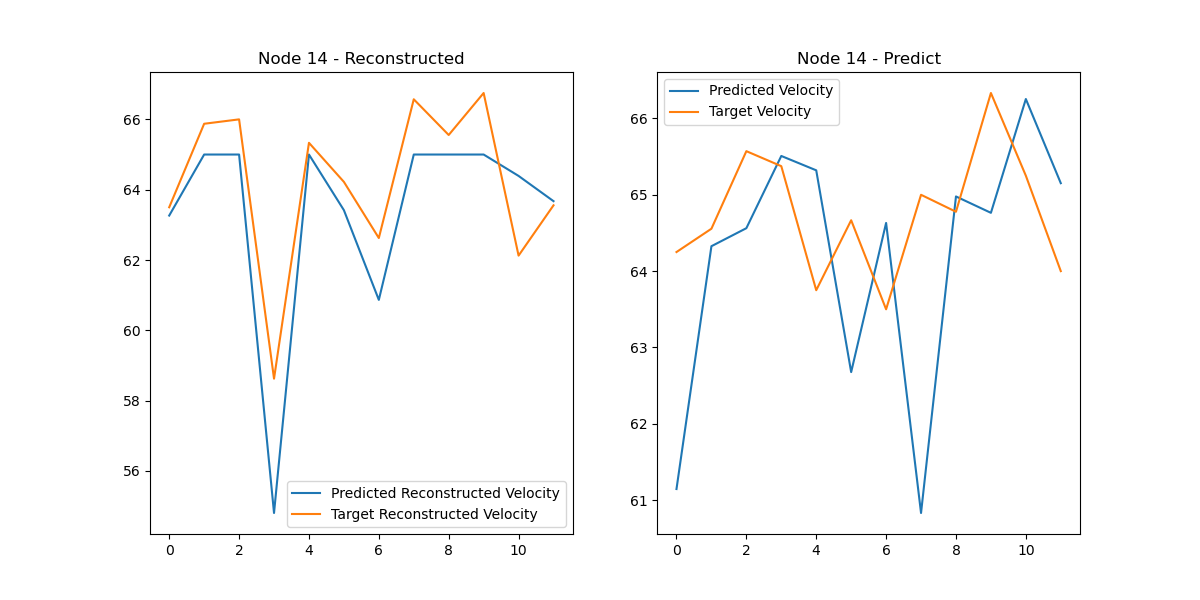 Node 14 - Reconstructed
66
64
62
60
58
56
0 2 4 6 8 10
Predicted Reconstructed Velocity
Target Reconstructed Velocity
Node 14 - Predict
Predicted Velocity
Target Velocity
66
65
64
63
62
61
0 2 4 6 8 10